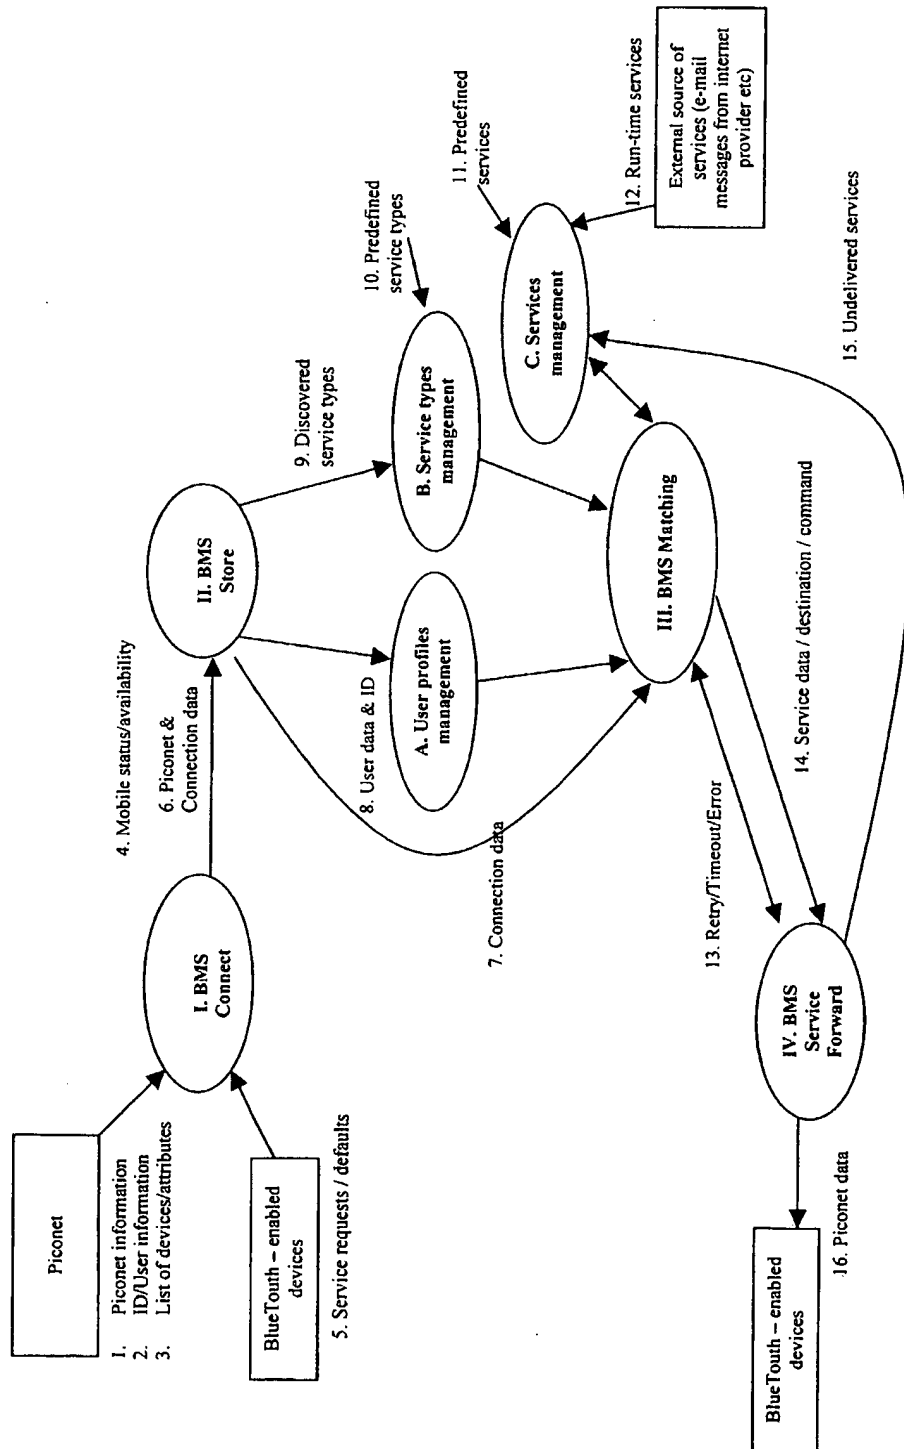 Piconet
1. Piconet information
2. ID/User information
3. List of devices/attributes
BlueTouth – enabled
devices
5. Service requests / defaults
I. BMS
Connect
4. Mobile status/availability
6. Piconet &
Connection data
II. BMS
Store
7. Connection data
8. User data & ID
9. Discovered
service types
A. User profiles
management
B. Service types
management
10. Predefined
service types
11. Predefined
services
C. Services
management
12. Run-time services
External source of
services (e-mail
messages from internet
provider etc)
III. BMS Matching
13. Retry/Timeout/Error
14. Service data / destination / command
15. Undelivered services
IV. BMS
Service
Forward
16. Piconet data
BlueTouth – enabled
devices